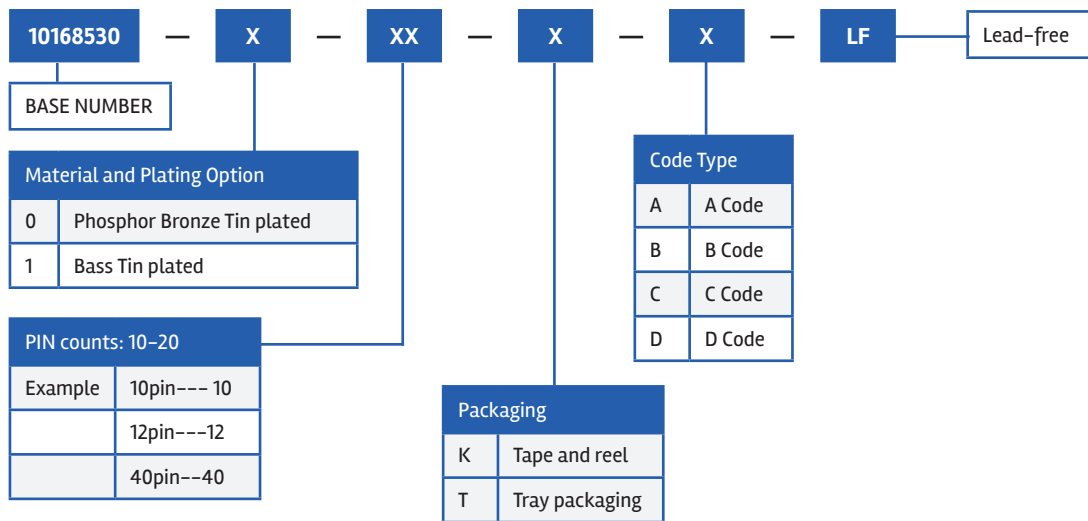 10168530 — X — XX — X — X — LF Lead-free
BASE NUMBER
Material and Plating Option
0 Phosphor Bronze Tin plated
1 Bass Tin plated
PIN counts: 10-20
Example 10pin--- 10
12pin---12
40pin--40
Packaging
K Tape and reel
T Tray packaging
Code Type
A A Code
B B Code
C C Code
D D Code